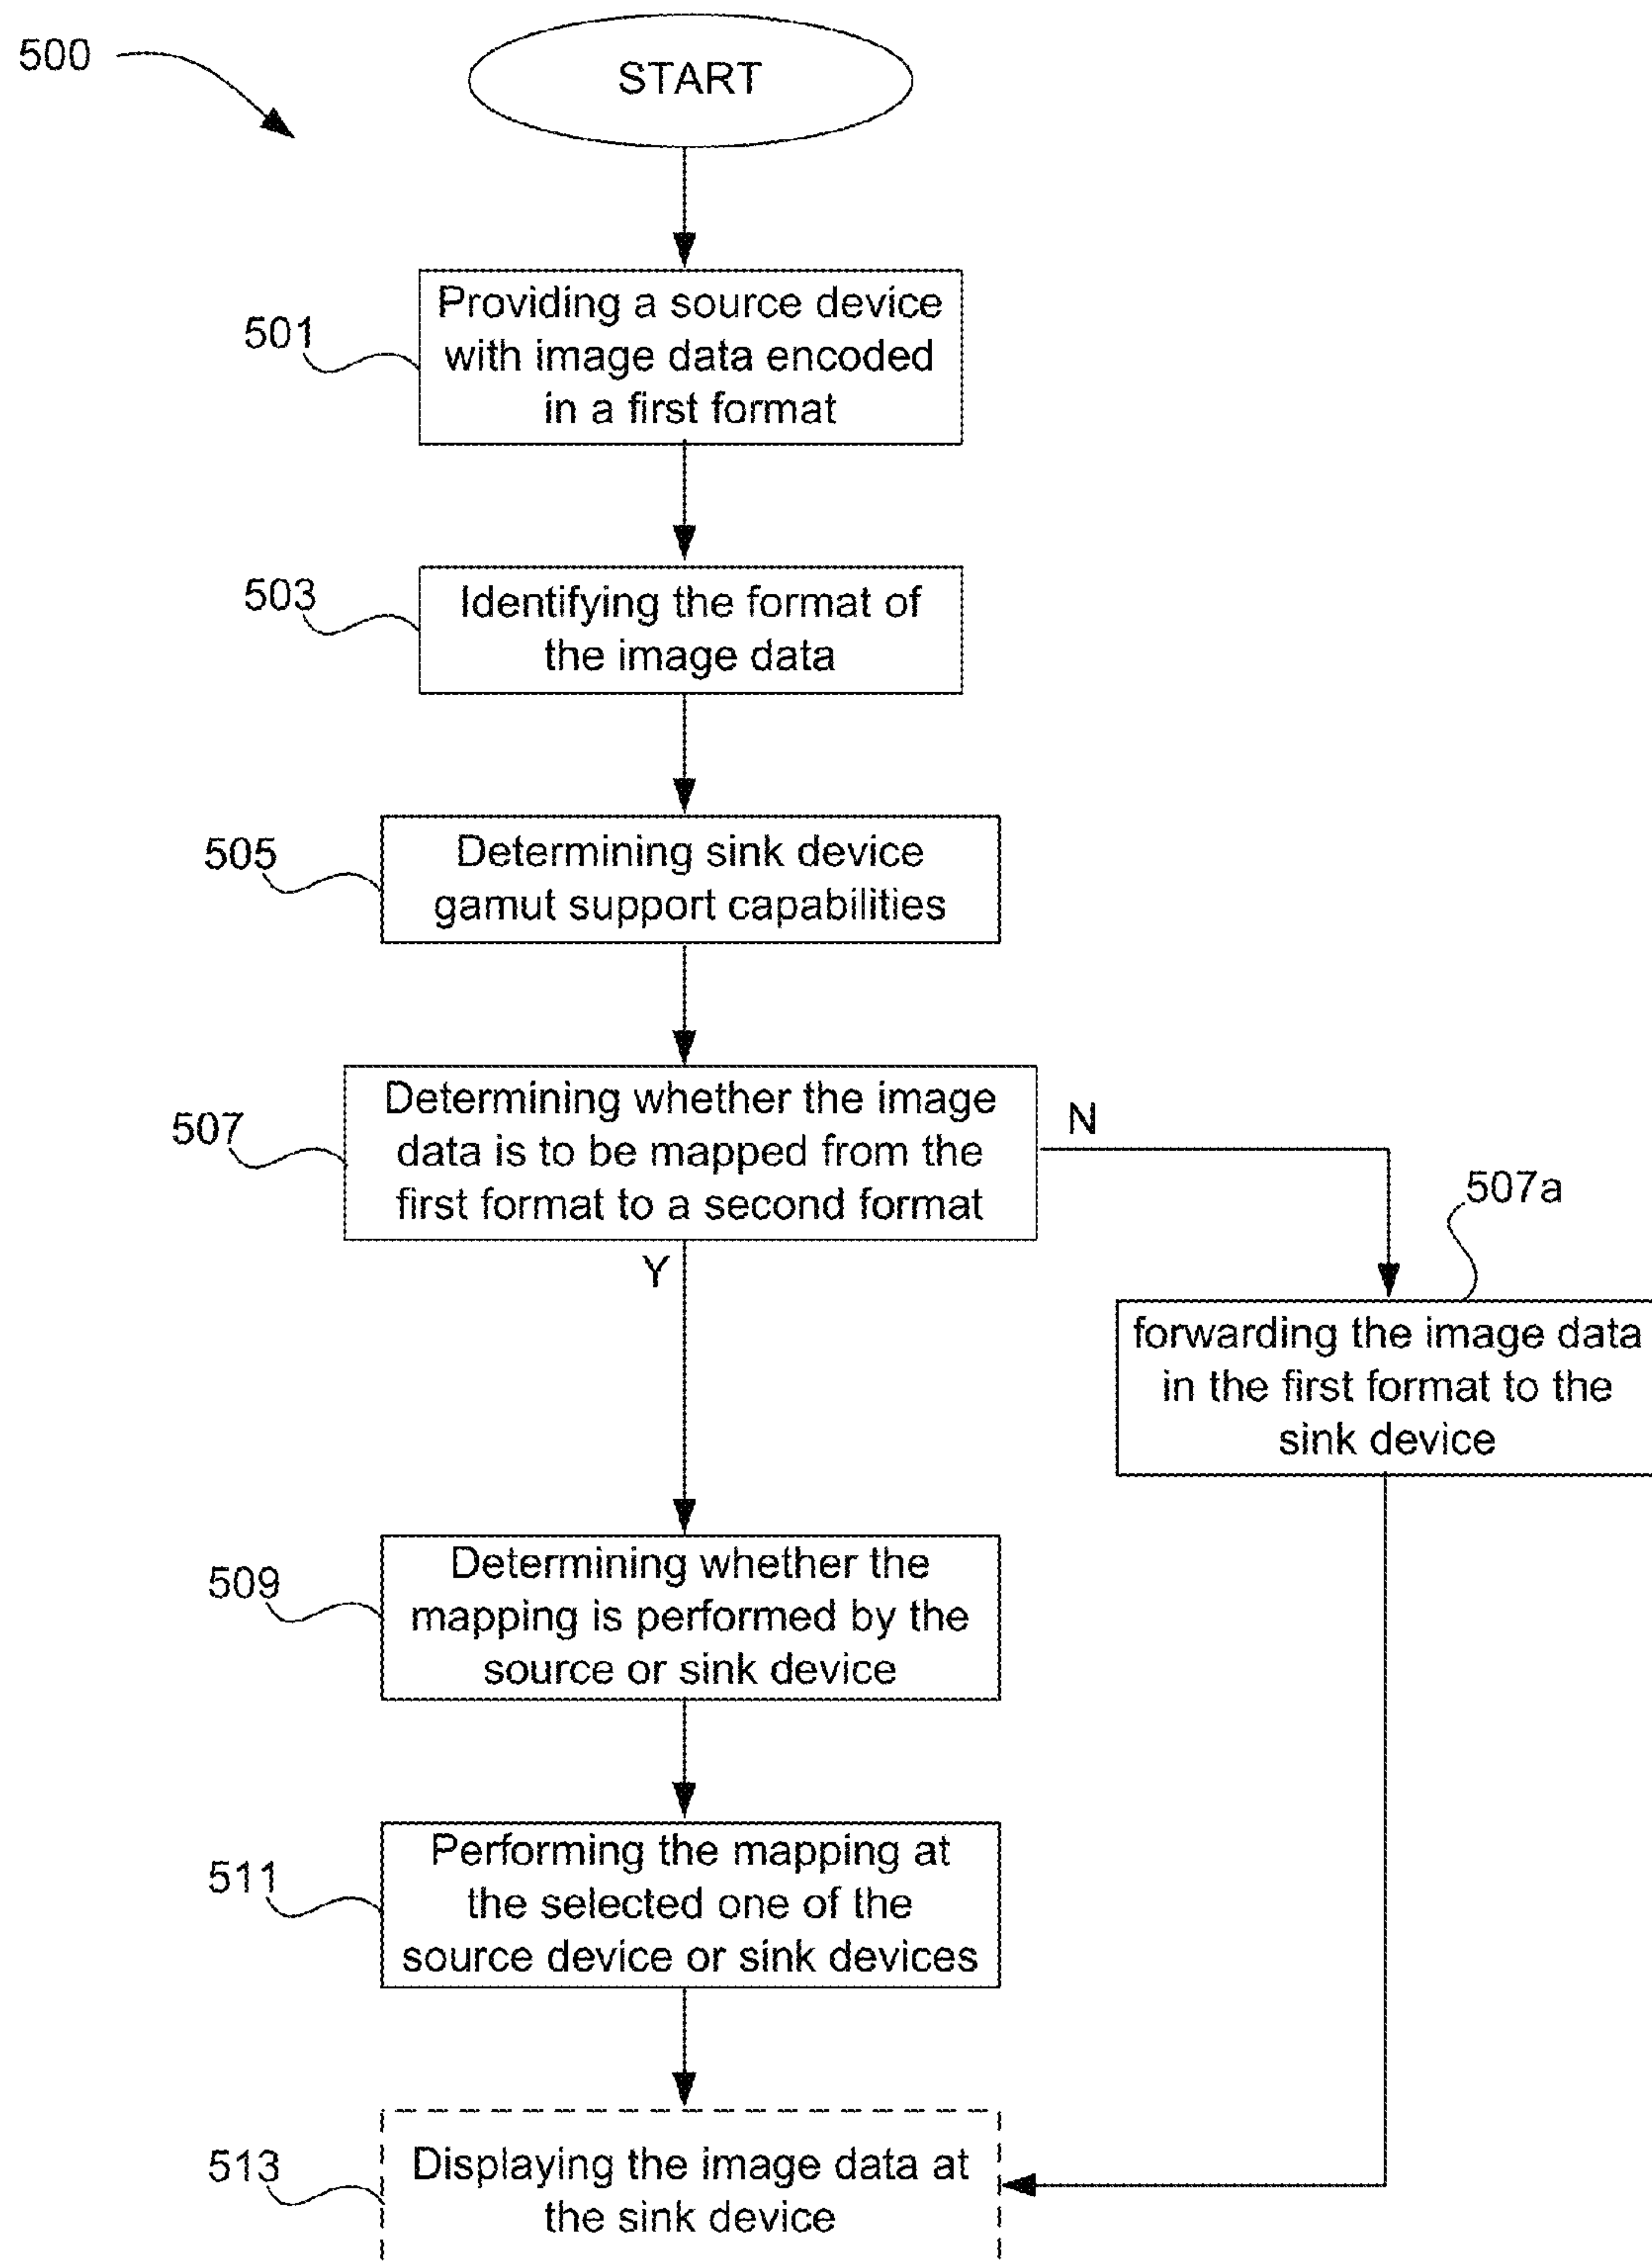 500
START
501
Providing a source device
with image data encoded
in a first format
503
Identifying the format of
the image data
505
Determining sink device
gamut support capabilities
507
Determining whether the image
data is to be mapped from the
first format to a second format
N
Y
507a
forwarding the image data
in the first format to the
sink device
509
Determining whether the
mapping is performed by the
source or sink device
511
Performing the mapping at
the selected one of the
source device or sink devices
513
Displaying the image data at
the sink device